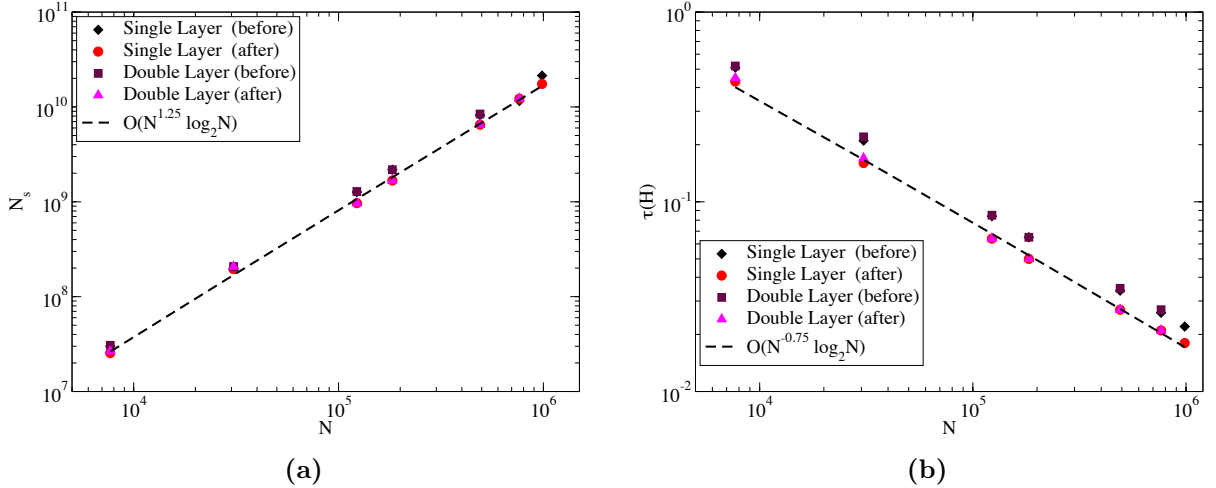 10^11
10^10
10^9
10^8
10^7
N_s
Single Layer (before)
Single Layer (after)
Double Layer (before)
Double Layer (after)
O(N^1.25 log_2N)
10^4
10^5
10^6
N
(a)
10^0
10^-1
10^-2
τ(H)
Single Layer (before)
Single Layer (after)
Double Layer (before)
Double Layer (after)
O(N^-0.75 log_2N)
10^4
10^5
10^6
N
(b)